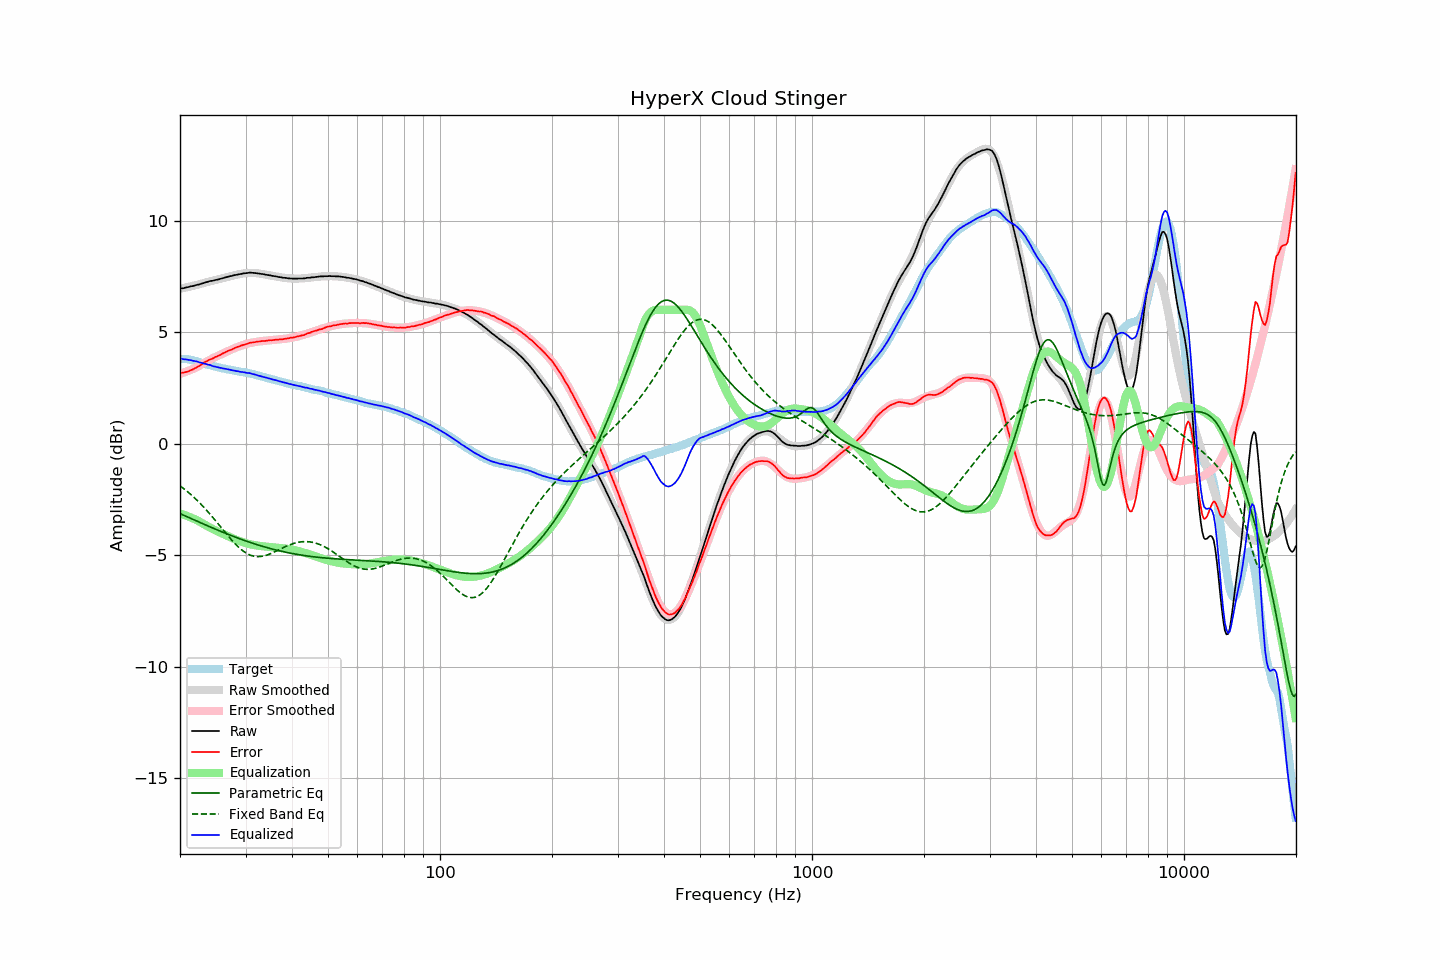 HyperX Cloud Stinger
Amplitude (dBr)
10
5
0
−5
−10
−15
Target
Raw Smoothed
Error Smoothed
Raw
Error
Equalization
Parametric Eq
Fixed Band Eq
Equalized
100
1000
10000
Frequency (Hz)